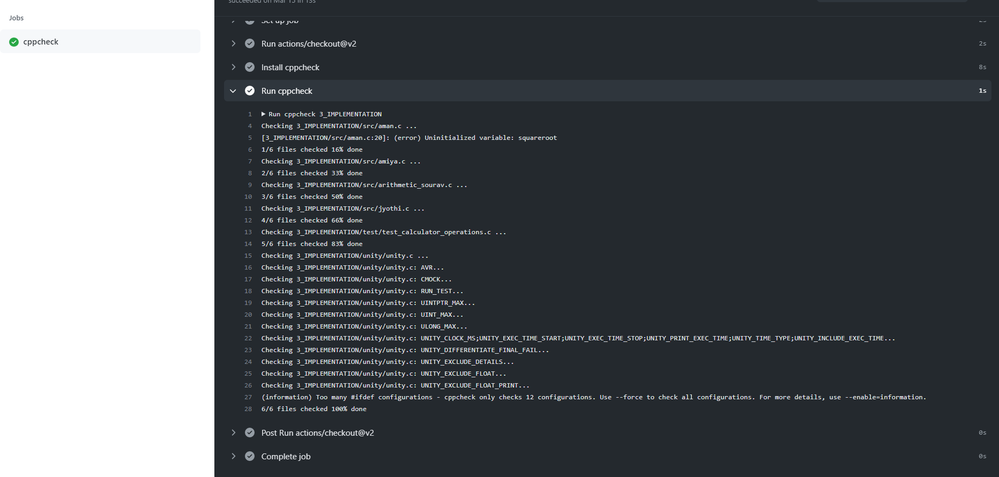 Jobs
cppcheck
succeeded on Mar 15 in 13s
Set up job
2s
Run actions/checkout@v2
2s
Install cppcheck
8s
Run cppcheck
1s
1 Run cppcheck 3_IMPLEMENTATION
4 Checking 3_IMPLEMENTATION/src/aman.c ...
5 [3_IMPLEMENTATION/src/aman.c:20]: (error) Uninitialized variable: squareroot
6 1/6 files checked 16% done
7 Checking 3_IMPLEMENTATION/src/amiya.c ...
8 2/6 files checked 33% done
9 Checking 3_IMPLEMENTATION/src/arithmetic_sourav.c ...
10 3/6 files checked 50% done
11 Checking 3_IMPLEMENTATION/src/jyothi.c ...
12 4/6 files checked 66% done
13 Checking 3_IMPLEMENTATION/test/test_calculator_operations.c ...
14 5/6 files checked 83% done
15 Checking 3_IMPLEMENTATION/unity/unity.c ...
16 Checking 3_IMPLEMENTATION/unity/unity.c: AVR...
17 Checking 3_IMPLEMENTATION/unity/unity.c: CMOCK...
18 Checking 3_IMPLEMENTATION/unity/unity.c: RUN_TEST...
19 Checking 3_IMPLEMENTATION/unity/unity.c: UINTPTR_MAX...
20 Checking 3_IMPLEMENTATION/unity/unity.c: UINT_MAX...
21 Checking 3_IMPLEMENTATION/unity/unity.c: ULONG_MAX...
22 Checking 3_IMPLEMENTATION/unity/unity.c: UNITY_CLOCK_MS;UNITY_EXEC_TIME_START;UNITY_EXEC_TIME_STOP;UNITY_PRINT_EXEC_TIME;UNITY_TIME_TYPE;UNITY_INCLUDE_EXEC_TIME...
23 Checking 3_IMPLEMENTATION/unity/unity.c: UNITY_DIFFERENTIATE_FINAL_FAIL...
24 Checking 3_IMPLEMENTATION/unity/unity.c: UNITY_EXCLUDE_DETAILS...
25 Checking 3_IMPLEMENTATION/unity/unity.c: UNITY_EXCLUDE_FLOAT...
26 Checking 3_IMPLEMENTATION/unity/unity.c: UNITY_EXCLUDE_FLOAT_PRINT...
27 (information) Too many #ifdef configurations - cppcheck only checks 12 configurations. Use --force to check all configurations. For more details, use --enable=information.
28 6/6 files checked 100% done
Post Run actions/checkout@v2
0s
Complete job
0s